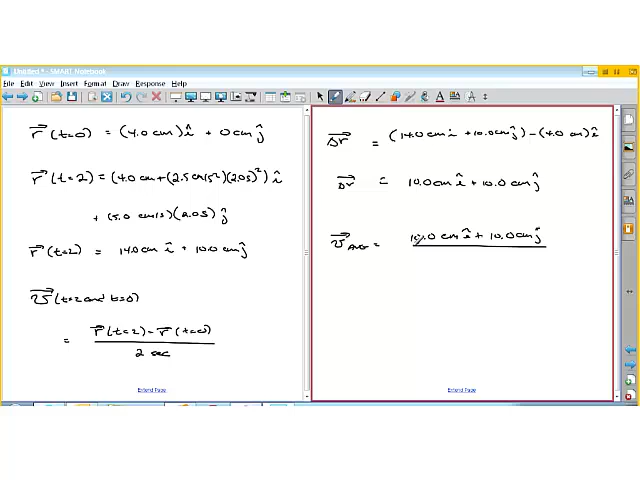 Untitled * - SMART Notebook
File Edit View Insert Format Draw Response Help
r⃗ (t=0) = (4.0 cm) î + 0 cm ĵ
r⃗ (t=2) = (4.0 cm + (2.5 cm/s²)(2.0s)²) î
+ (5.0 cm/s)(2.0s) ĵ
r⃗ (t=2) = 14.0 cm î + 10.0 cm ĵ
v⃗ (t=2 and t=0)
= r⃗ (t=2) - r⃗ (t=0)
2 sec
Extend Page
Δr⃗ = (14.0 cm î + 10.0 cm ĵ) - (4.0 cm) î
Δr⃗ = 10.0 cm î + 10.0 cm ĵ
v⃗ AVG = 10.0 cm î + 10.0 cm ĵ
Extend Page